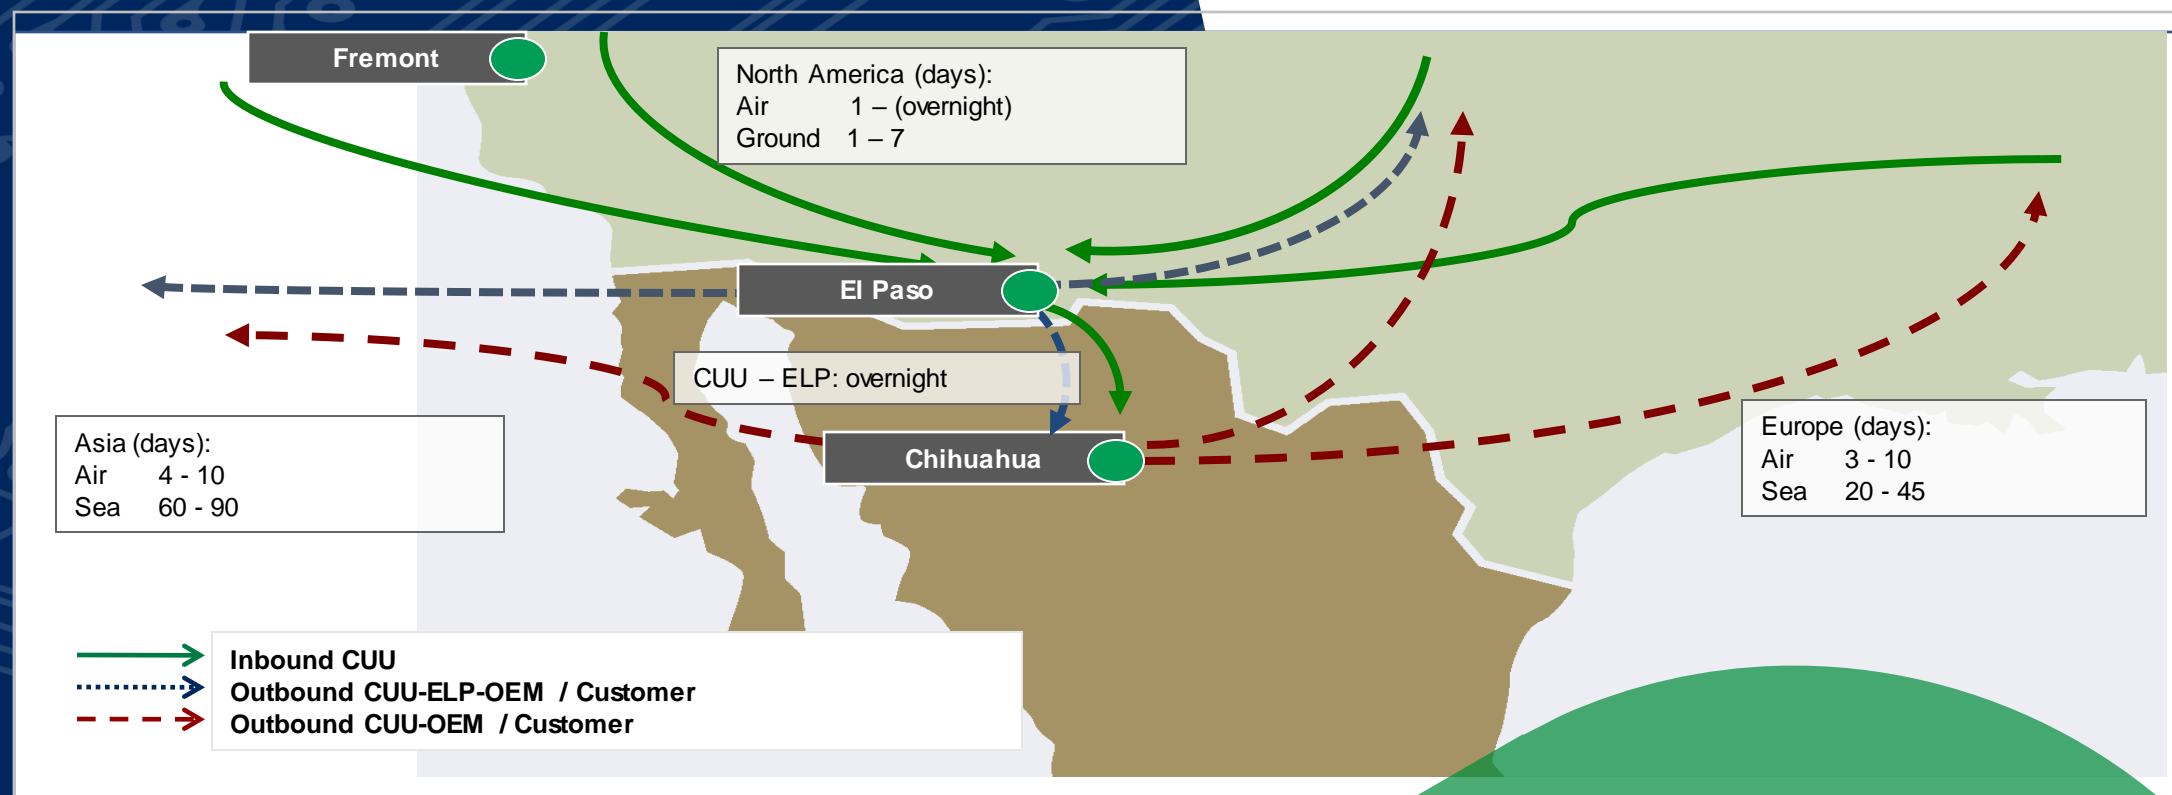 Fremont
North America (days):
Air 1 – (overnight)
Ground 1 – 7
El Paso
CUU – ELP: overnight
Chihuahua
Asia (days):
Air 4 - 10
Sea 60 - 90
Europe (days):
Air 3 - 10
Sea 20 - 45
Inbound CUU
Outbound CUU-ELP-OEM / Customer
Outbound CUU-OEM / Customer